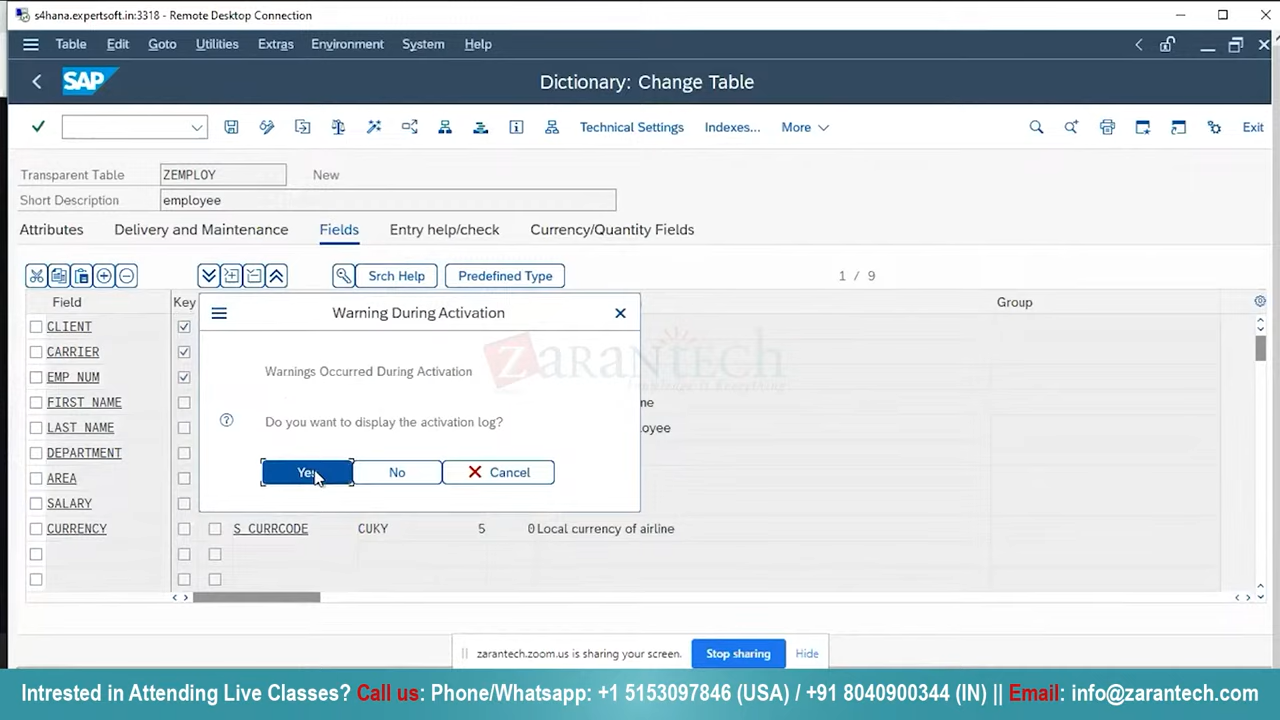 s4hana.expertsoft.in:3318 - Remote Desktop Connection
Table Edit Goto Utilities Extras Environment System Help
SAP Dictionary: Change Table
Technical Settings Indexes... More Exit
Transparent Table ZEMPLOY New
Short Description employee
Attributes Delivery and Maintenance Fields Entry help/check Currency/Quantity Fields
Srch Help Predefined Type 1 / 9
Field Key Group
CLIENT
CARRIER
EMP_NUM
FIRST_NAME
LAST_NAME
DEPARTMENT
AREA
SALARY
CURRENCY S_CURRCODE CUKY 5 0 Local currency of airline
Warning During Activation
Warnings Occurred During Activation
Do you want to display the activation log?
Yes No Cancel
ZARANTECH
Knowledge is Everything
zarantech.zoom.us is sharing your screen. Stop sharing Hide
Intrested in Attending Live Classes? Call us: Phone/Whatsapp: +1 5153097846 (USA) / +91 8040900344 (IN) || Email: info@zarantech.com